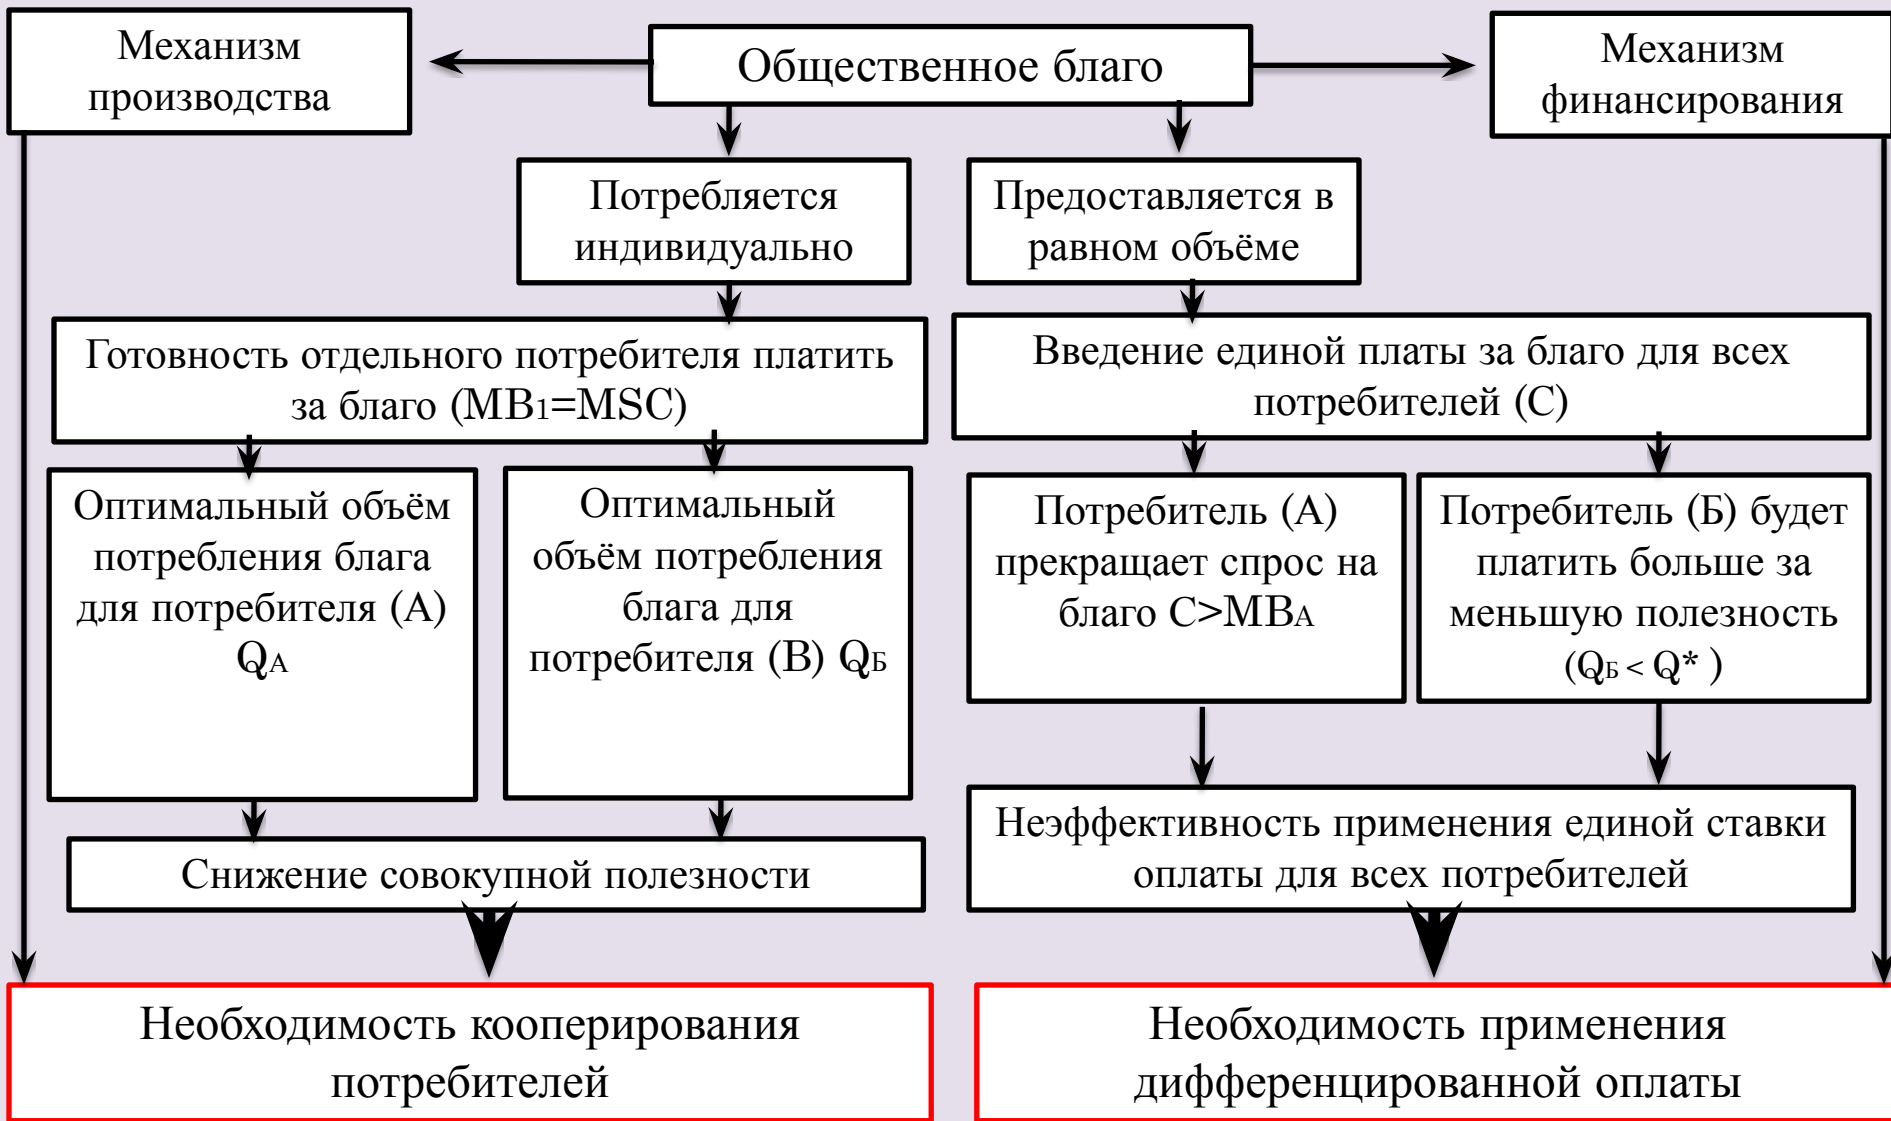 Механизм
производства
Общественное благо
Механизм
финансирования
Потребляется
индивидуально
Предоставляется в
равном объёме
Готовность отдельного потребителя платить
за благо (MB1=MSC)
Введение единой платы за благо для всех
потребителей (С)
Оптимальный объём
потребления блага
для потребителя (А)
QА
Оптимальный
объём потребления
блага для
потребителя (В) QБ
Потребитель (А)
прекращает спрос на
благо С>MBА
Потребитель (Б) будет
платить больше за
меньшую полезность
(QБ < Q* )
Снижение совокупной полезности
Неэффективность применения единой ставки
оплаты для всех потребителей
Необходимость кооперирования
потребителей
Необходимость применения
дифференцированной оплаты